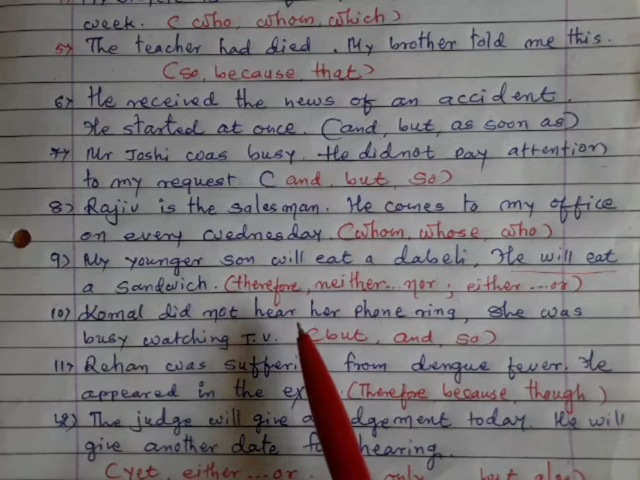 week. ( who, whom, which )
5) The teacher had died. My brother told me this.
(so, because, that)
6) He received the news of an accident.
He started at once. (and, but, as soon as)
7) Mr Joshi was busy. He did not pay attention
to my request. ( and, but, so )
8) Rajiv is the salesman. He comes to my office
on every wednesday. (whom, whose, who)
9) My younger son will eat a dabeli. He will eat
a sandwich. (therefore, neither...nor; either...or)
10) Komal did not hear her phone ring, she was
busy watching T.V. (but, and, so)
11) Rehan was from dengue fever. He
appeared in the (Therefore because, though )
12) The judge will give a today. He will
give another date hearing.
(yet, either...or. only but also)